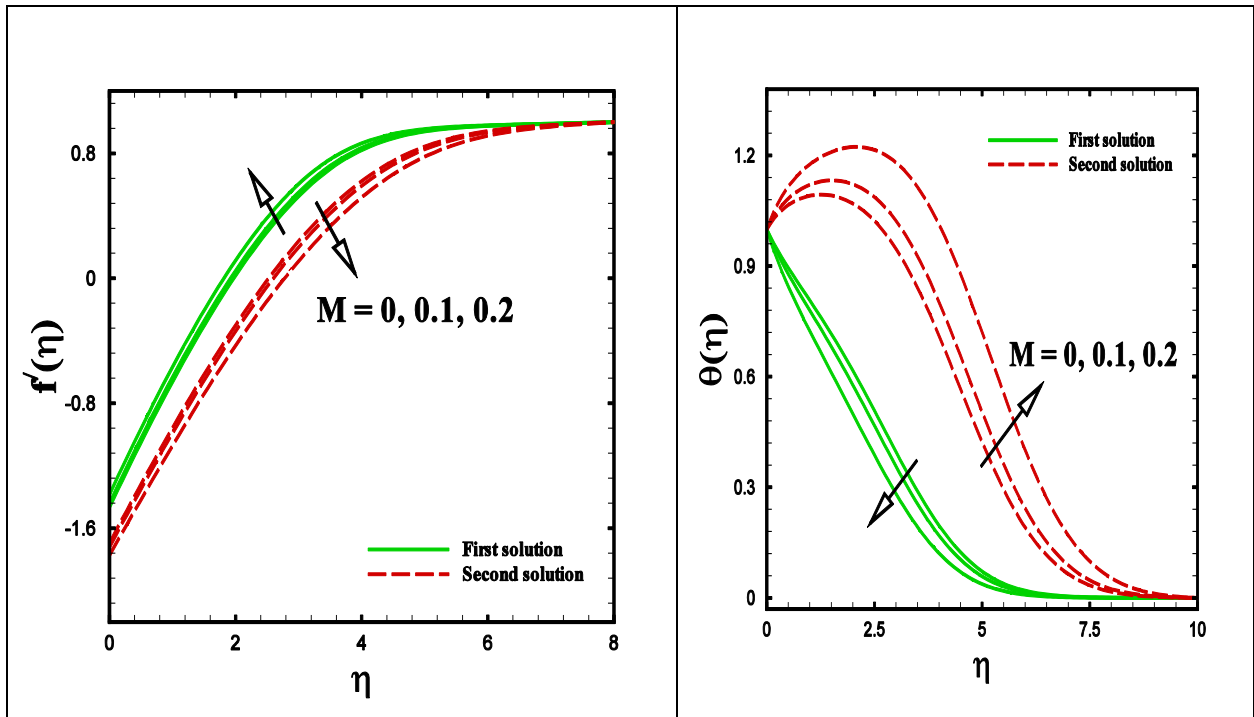 f′(η)
0.8
0
-0.8
-1.6
M = 0, 0.1, 0.2
First solution
Second solution
0
2
4
6
8
η
θ(η)
1.2
0.9
0.6
0.3
0
First solution
Second solution
M = 0, 0.1, 0.2
0
2.5
5
7.5
10
η